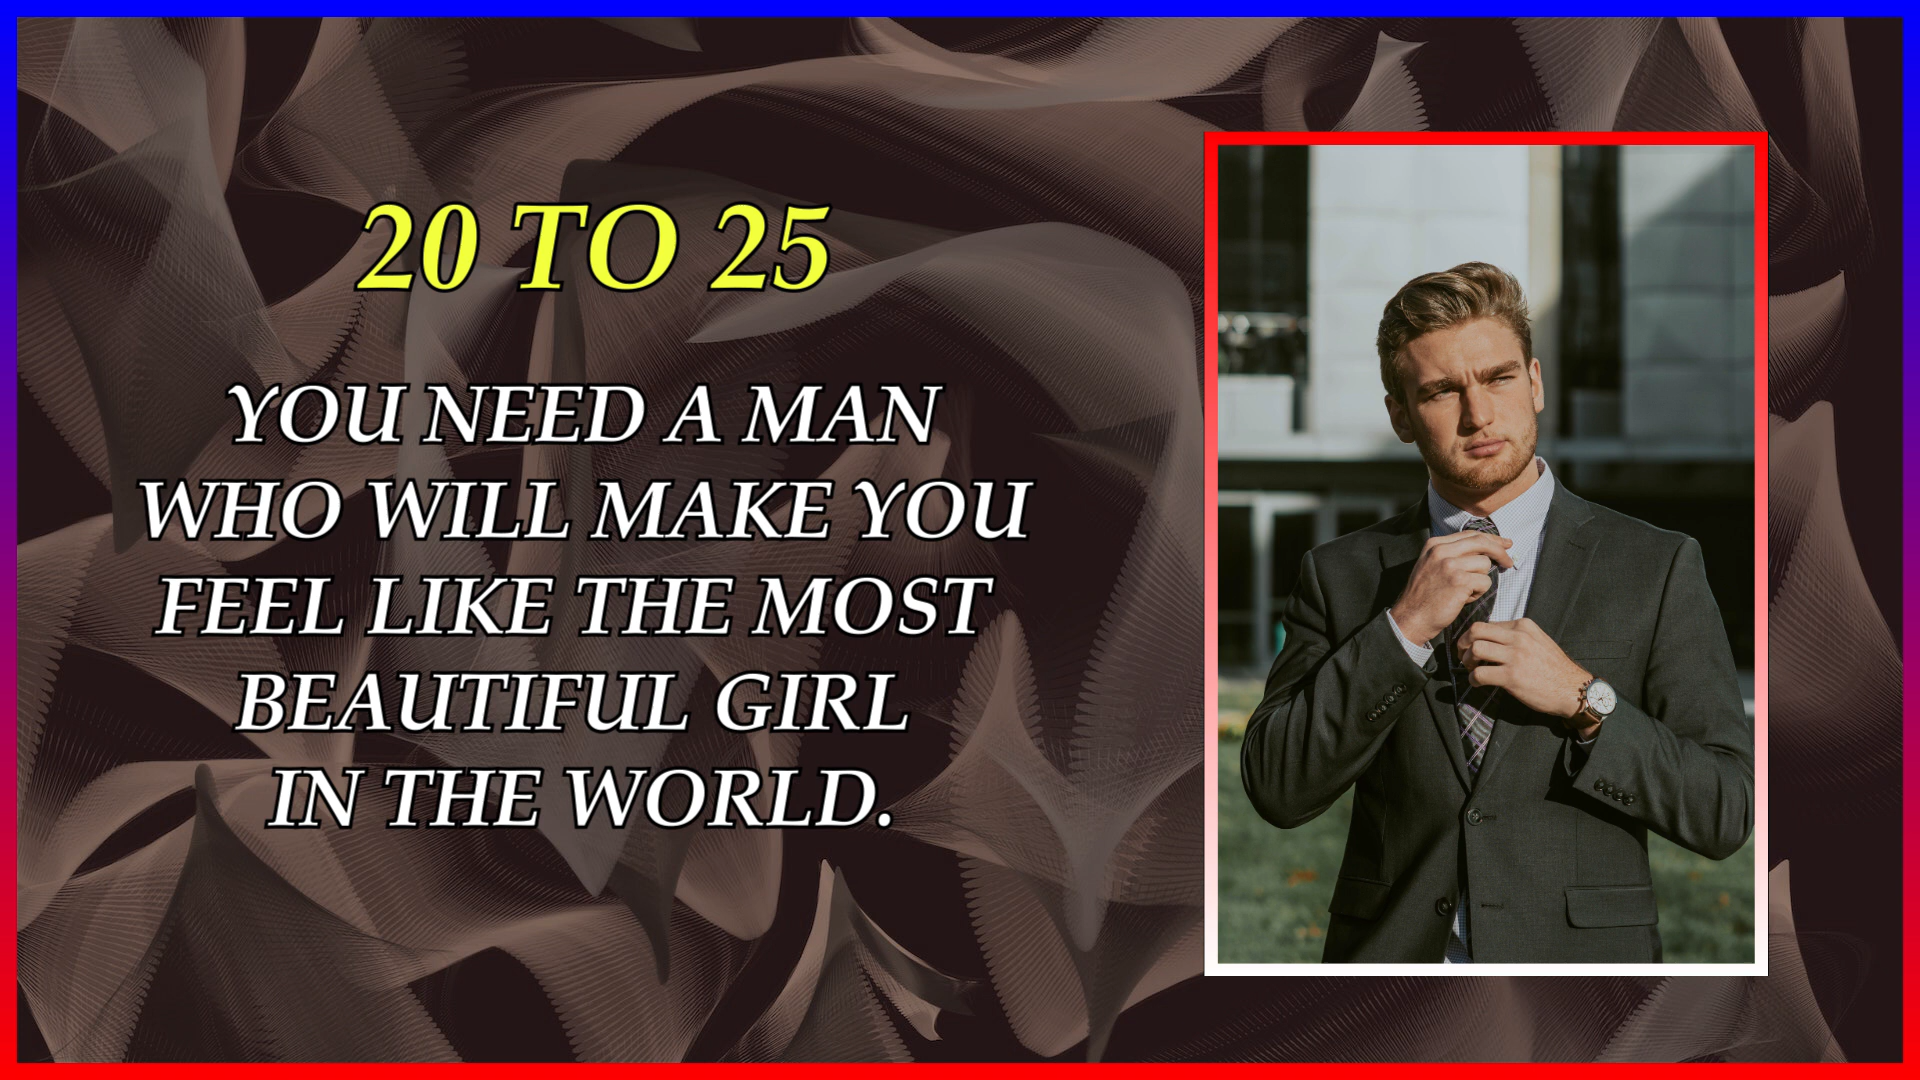 20 TO 25
YOU NEED A MAN
WHO WILL MAKE YOU
FEEL LIKE THE MOST
BEAUTIFUL GIRL
IN THE WORLD.